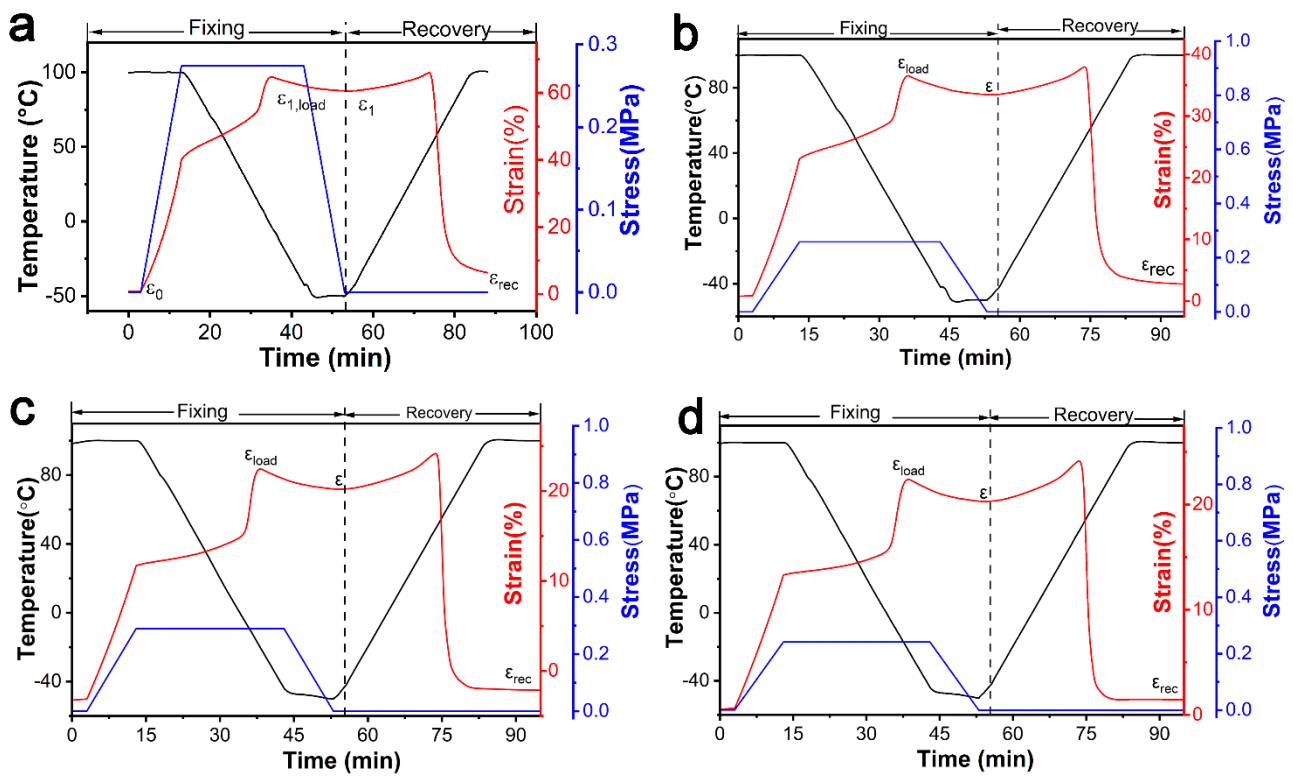 a
Fixing
Recovery
100
50
0
-50
Temperature (°C)
0
20
40
60
80
100
Time (min)
ε0
ε1,load
ε1
εrec
60
40
20
0
Strain(%)
0.3
0.2
0.1
0.0
Stress(MPa)
b
Fixing
Recovery
80
40
0
-40
Temperature(°C)
0
15
30
45
60
75
90
Time (min)
εload
ε
εrec
40
30
20
10
0
Strain(%)
1.0
0.8
0.6
0.4
0.2
0.0
Stress(MPa)
c
Fixing
Recovery
80
40
0
-40
Temperature(°C)
0
15
30
45
60
75
90
Time (min)
εload
ε
εrec
20
10
0
Strain(%)
1.0
0.8
0.6
0.4
0.2
0.0
Stress(MPa)
d
Fixing
Recovery
80
40
0
-40
Temperature(°C)
0
15
30
45
60
75
90
Time (min)
εload
ε
εrec
20
10
0
Strain(%)
1.0
0.8
0.6
0.4
0.2
0.0
Stress(MPa)